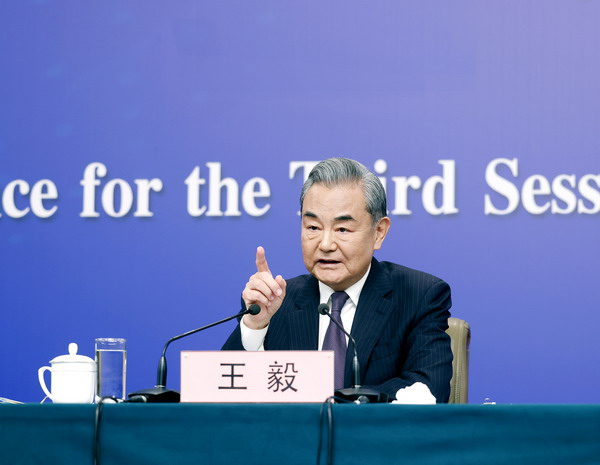 ce for the Third Sess
王 毅